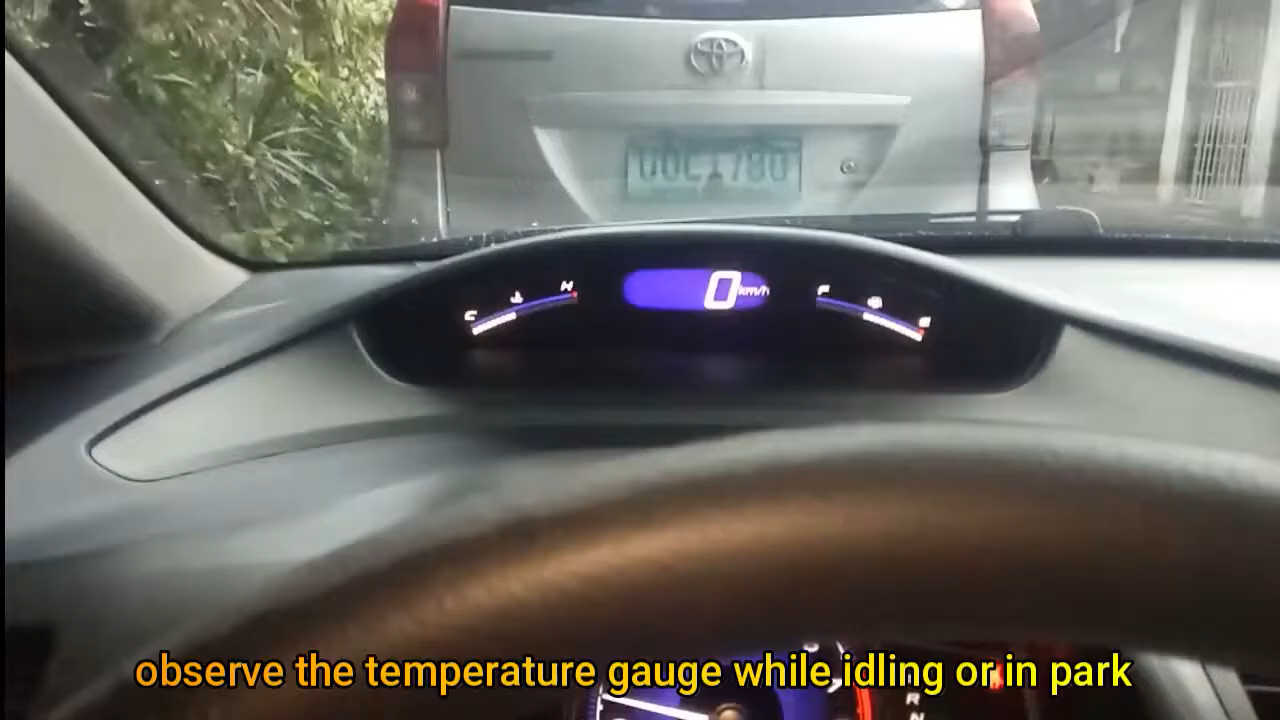 0 km/h
C H
F E
observe the temperature gauge while idling or in park
R
N